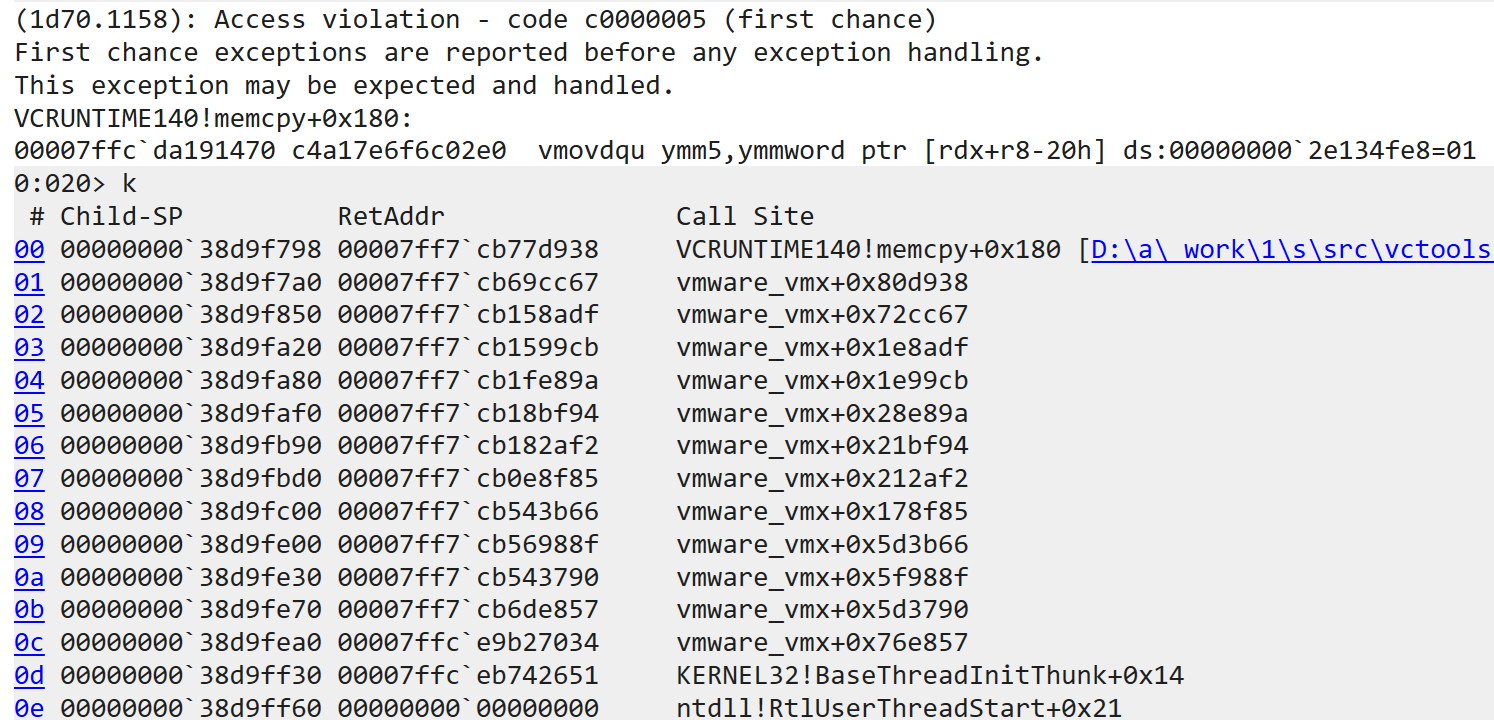 (1d70.1158): Access violation - code c0000005 (first chance)
First chance exceptions are reported before any exception handling.
This exception may be expected and handled.
VCRUNTIME140!memcpy+0x180:
00007ffc`da191470 c4a17e6f6c02e0  vmovdqu ymm5,ymmword ptr [rdx+r8-20h] ds:00000000`2e134fe8=01
0:020> k
 # Child-SP          RetAddr               Call Site
00 00000000`38d9f798 00007ff7`cb77d938     VCRUNTIME140!memcpy+0x180 [D:\a\_work\1\s\src\vctools
01 00000000`38d9f7a0 00007ff7`cb69cc67     vmware_vmx+0x80d938
02 00000000`38d9f850 00007ff7`cb158adf     vmware_vmx+0x72cc67
03 00000000`38d9fa20 00007ff7`cb1599cb     vmware_vmx+0x1e8adf
04 00000000`38d9fa80 00007ff7`cb1fe89a     vmware_vmx+0x1e99cb
05 00000000`38d9faf0 00007ff7`cb18bf94     vmware_vmx+0x28e89a
06 00000000`38d9fb90 00007ff7`cb182af2     vmware_vmx+0x21bf94
07 00000000`38d9fbd0 00007ff7`cb0e8f85     vmware_vmx+0x212af2
08 00000000`38d9fc00 00007ff7`cb543b66     vmware_vmx+0x178f85
09 00000000`38d9fe00 00007ff7`cb56988f     vmware_vmx+0x5d3b66
0a 00000000`38d9fe30 00007ff7`cb543790     vmware_vmx+0x5f988f
0b 00000000`38d9fe70 00007ff7`cb6de857     vmware_vmx+0x5d3790
0c 00000000`38d9fea0 00007ffc`e9b27034     vmware_vmx+0x76e857
0d 00000000`38d9ff30 00007ffc`eb742651     KERNEL32!BaseThreadInitThunk+0x14
0e 00000000`38d9ff60 00000000`00000000     ntdll!RtlUserThreadStart+0x21